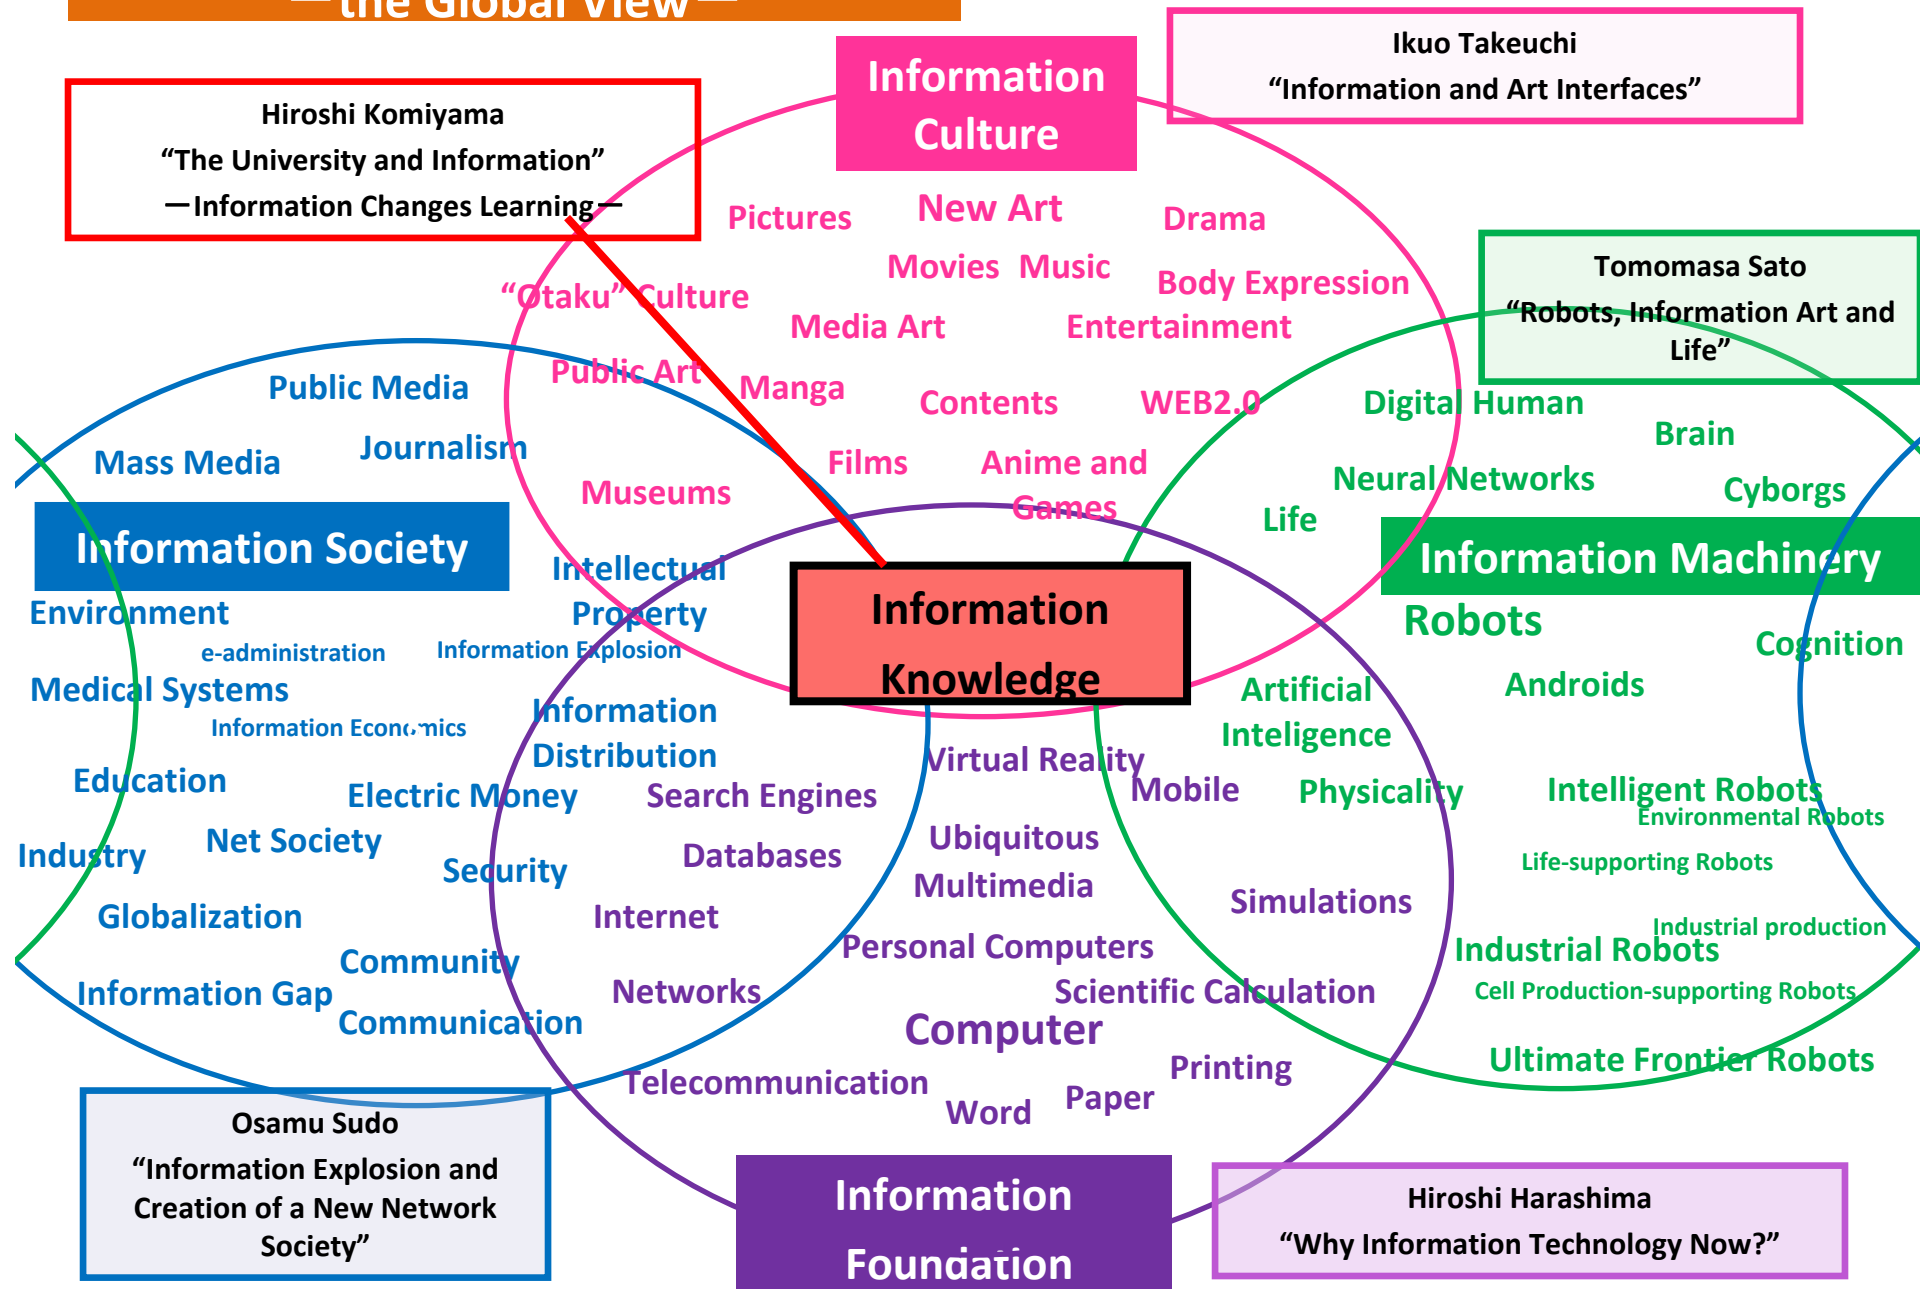 —the Global View—
Information
Culture
Ikuo Takeuchi
“Information and Art Interfaces”
Hiroshi Komiyama
“The University and Information”
—Information Changes Learning—
Pictures
New Art
Drama
Movies Music
Body Expression
“Otaku” Culture
Media Art
Entertainment
Tomomasa Sato
“Robots, Information Art and
Life”
Public Art
Manga
Contents
WEB2.0
Films
Anime and
Games
Museums
Public Media
Journalism
Mass Media
Information Society
Intellectual
Property
Environment
e-administration
Information Explosion
Medical Systems
Information Economics
Information
Distribution
Education
Electric Money
Net Society
Industry
Security
Globalization
Community
Information Gap
Communication
Information
Knowledge
Digital Human
Brain
Neural Networks
Cyborgs
Life
Information Machinery
Robots
Cognition
Artificial
Inteligence
Androids
Physicality
Intelligent Robots
Environmental Robots
Life-supporting Robots
Industrial production
Industrial Robots
Cell Production-supporting Robots
Ultimate Frontier Robots
Virtual Reality
Mobile
Search Engines
Ubiquitous
Databases
Multimedia
Simulations
Internet
Personal Computers
Networks
Scientific Calculation
Computer
Printing
Telecommunication
Paper
Word
Information
Foundation
Osamu Sudo
“Information Explosion and
Creation of a New Network
Society”
Hiroshi Harashima
“Why Information Technology Now?”